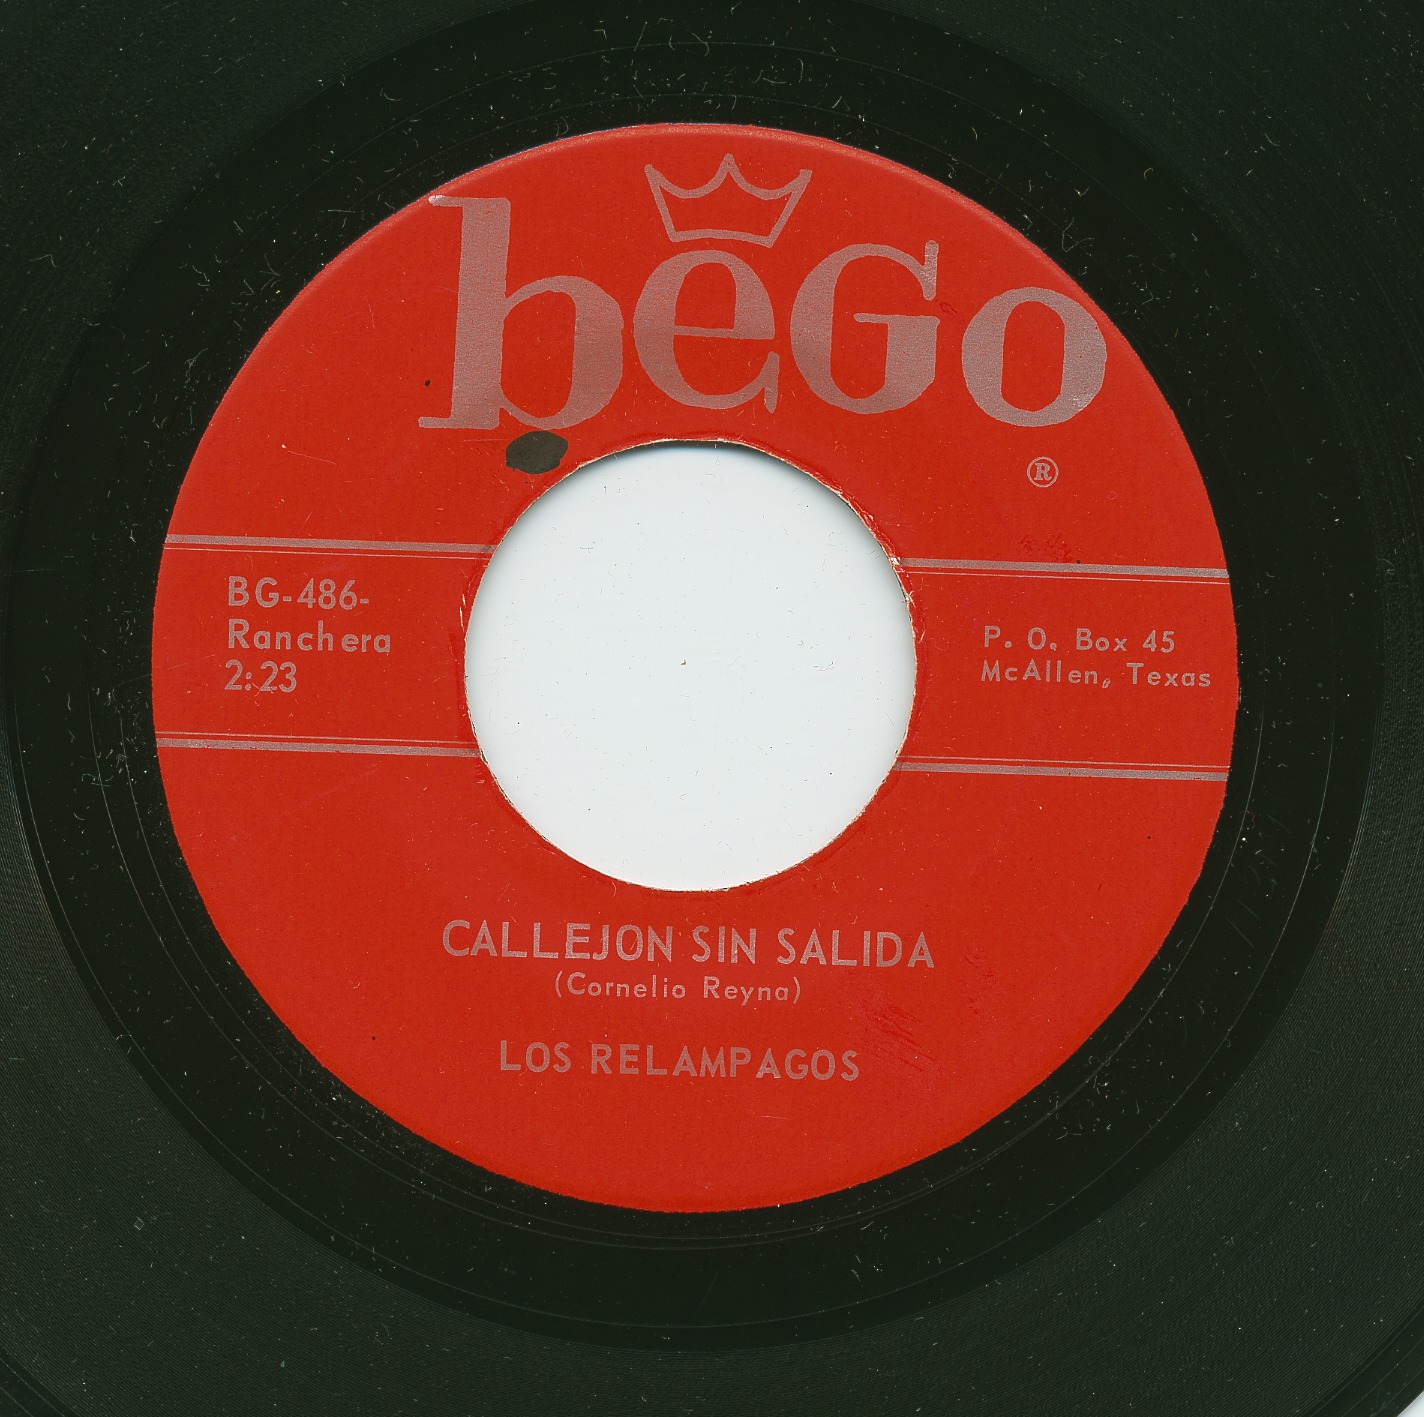 beGo
®
BG-486-
Ranchera
2:23
P. O. Box 45
McAllen, Texas
CALLEJON SIN SALIDA
(Cornelio Reyna)
LOS RELAMPAGOS